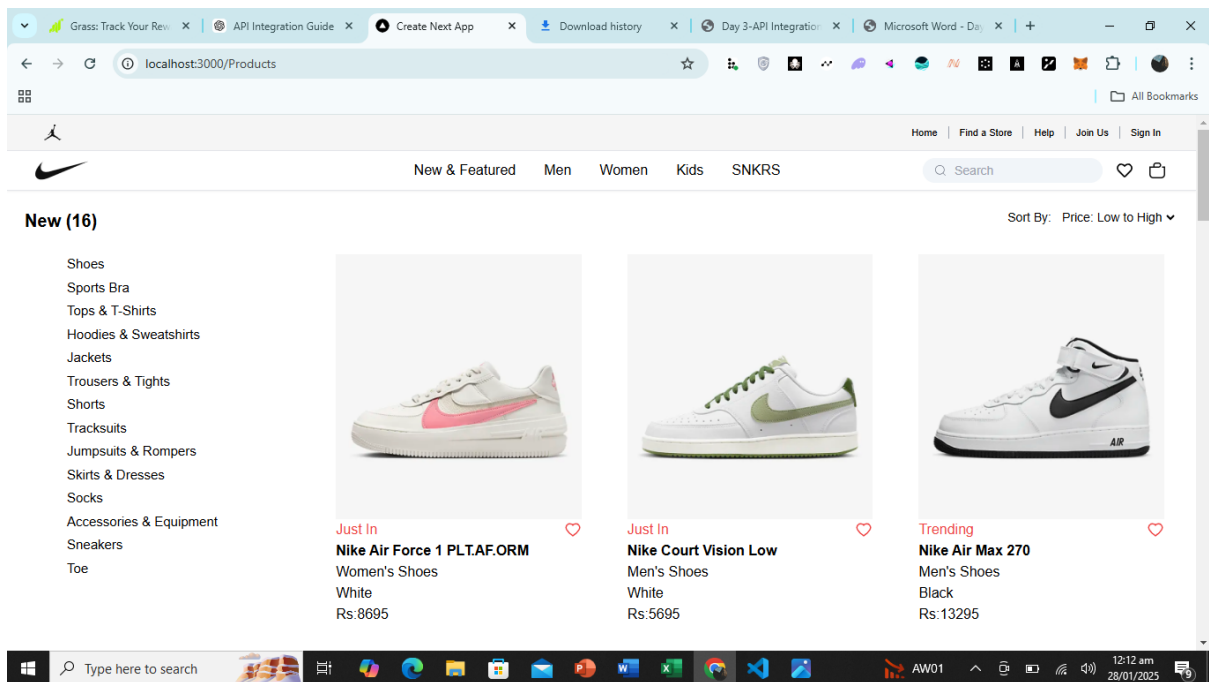 Grass: Track Your Rew
API Integration Guide
Create Next App
Download history
Day 3-API Integration
Microsoft Word - Day
localhost:3000/Products
All Bookmarks
Home Find a Store Help Join Us Sign In
New & Featured Men Women Kids SNKRS Search
New (16)
Sort By: Price: Low to High
Shoes
Sports Bra
Tops & T-Shirts
Hoodies & Sweatshirts
Jackets
Trousers & Tights
Shorts
Tracksuits
Jumpsuits & Rompers
Skirts & Dresses
Socks
Accessories & Equipment
Sneakers
Toe
Just In
Nike Air Force 1 PLT.AF.ORM
Women's Shoes
White
Rs:8695
Just In
Nike Court Vision Low
Men's Shoes
White
Rs:5695
AIR
Trending
Nike Air Max 270
Men's Shoes
Black
Rs:13295
Type here to search
AW01
12:12 am
28/01/2025
9